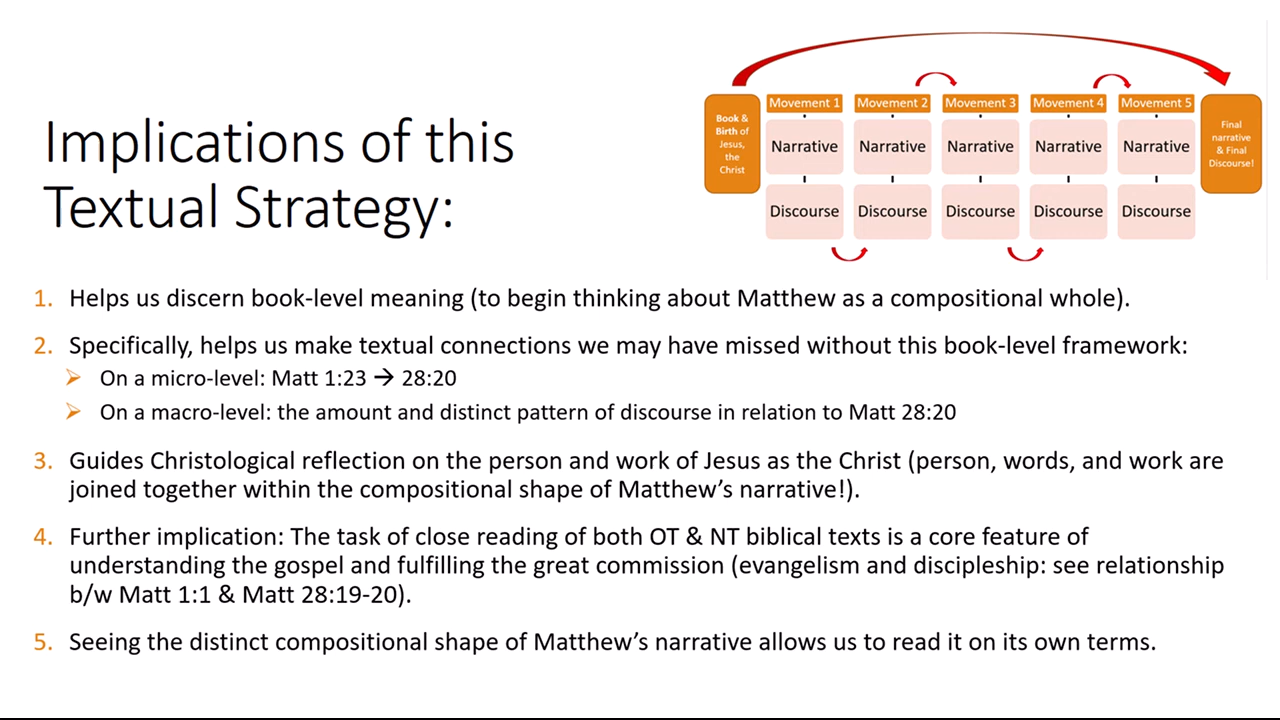 Implications of this
Textual Strategy:
Book &
Birth of
Jesus,
the
Christ
Movement 1
Movement 2
Movement 3
Movement 4
Movement 5
Narrative
Narrative
Narrative
Narrative
Narrative
Discourse
Discourse
Discourse
Discourse
Discourse
Final
narrative
& Final
Discourse!
1. Helps us discern book-level meaning (to begin thinking about Matthew as a compositional whole).
2. Specifically, helps us make textual connections we may have missed without this book-level framework:
➢ On a micro-level: Matt 1:23 → 28:20
➢ On a macro-level: the amount and distinct pattern of discourse in relation to Matt 28:20
3. Guides Christological reflection on the person and work of Jesus as the Christ (person, words, and work are
joined together within the compositional shape of Matthew’s narrative!).
4. Further implication: The task of close reading of both OT & NT biblical texts is a core feature of
understanding the gospel and fulfilling the great commission (evangelism and discipleship: see relationship
b/w Matt 1:1 & Matt 28:19-20).
5. Seeing the distinct compositional shape of Matthew’s narrative allows us to read it on its own terms.